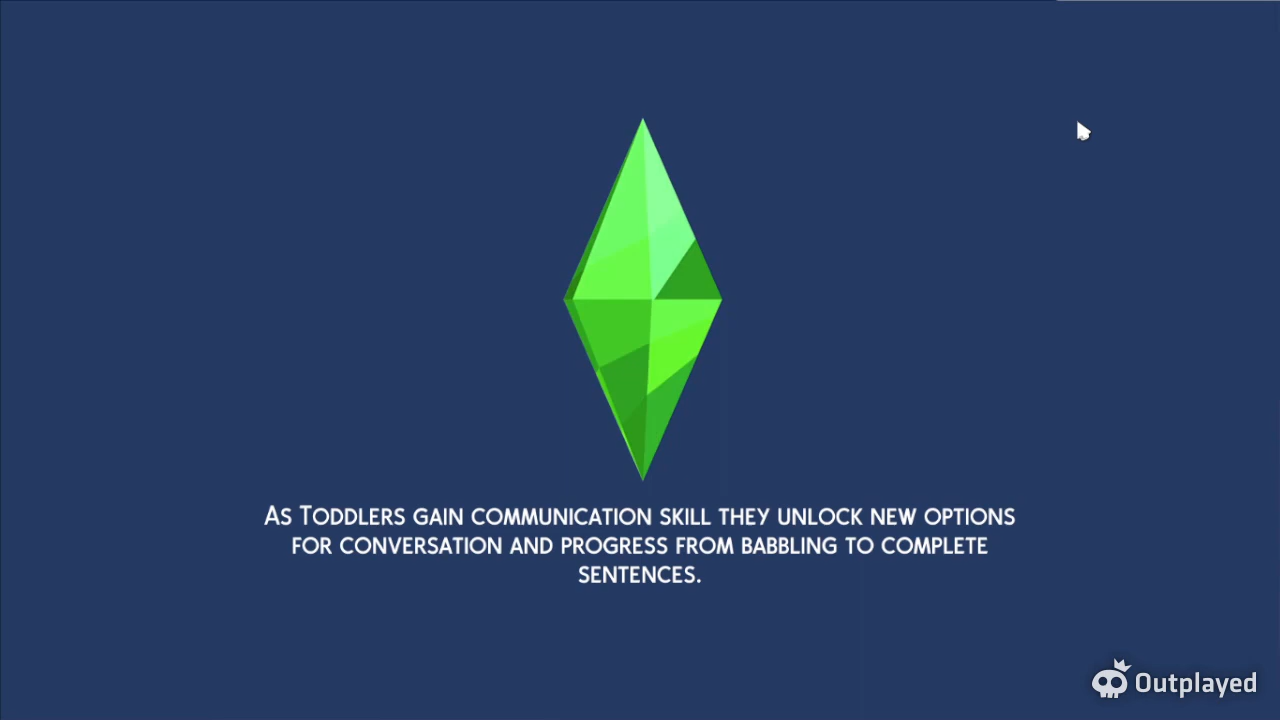 As Toddlers gain communication skill they unlock new options
for conversation and progress from babbling to complete
sentences.
Outplayed